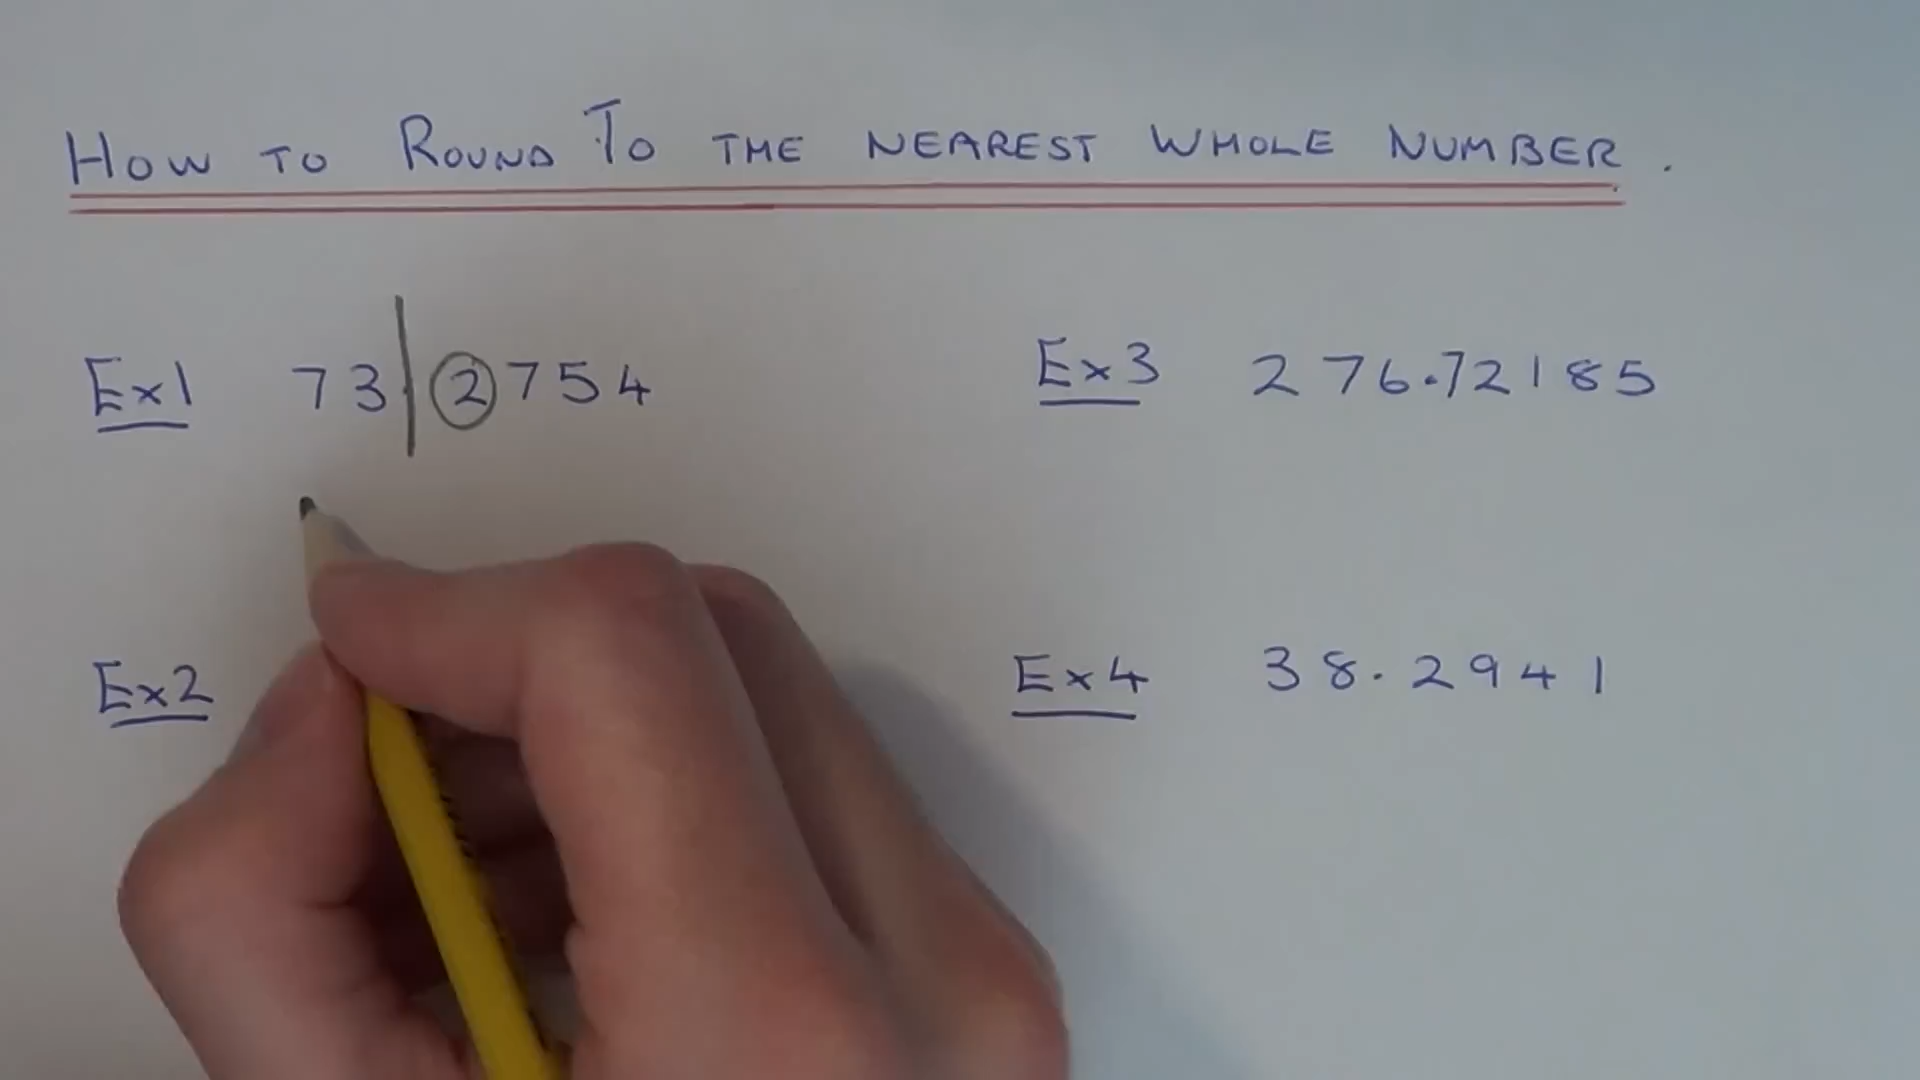 HOW TO ROUND TO THE NEAREST WHOLE NUMBER.
Ex1 73.2754
Ex3 276.72185
Ex2
Ex4 38.2941